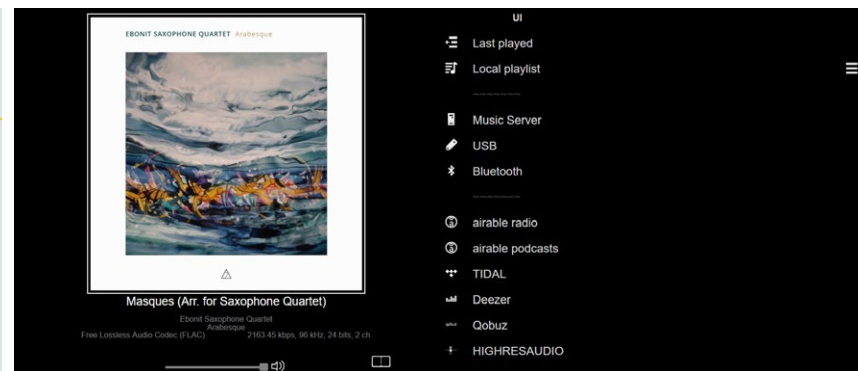 EBONIT SAXOPHONE QUARTET Arabesque
Masques (Arr. for Saxophone Quartet)
Ebonit Saxophone Quartet
Arabesque
Free Lossless Audio Codec (FLAC) 2163.45 kbps, 96 kHz, 24 bits, 2 ch
UI
Last played
Local playlist
~~~~~~~
Music Server
USB
Bluetooth
~~~~~~~
airable radio
airable podcasts
TIDAL
Deezer
Qobuz
HIGHRESAUDIO